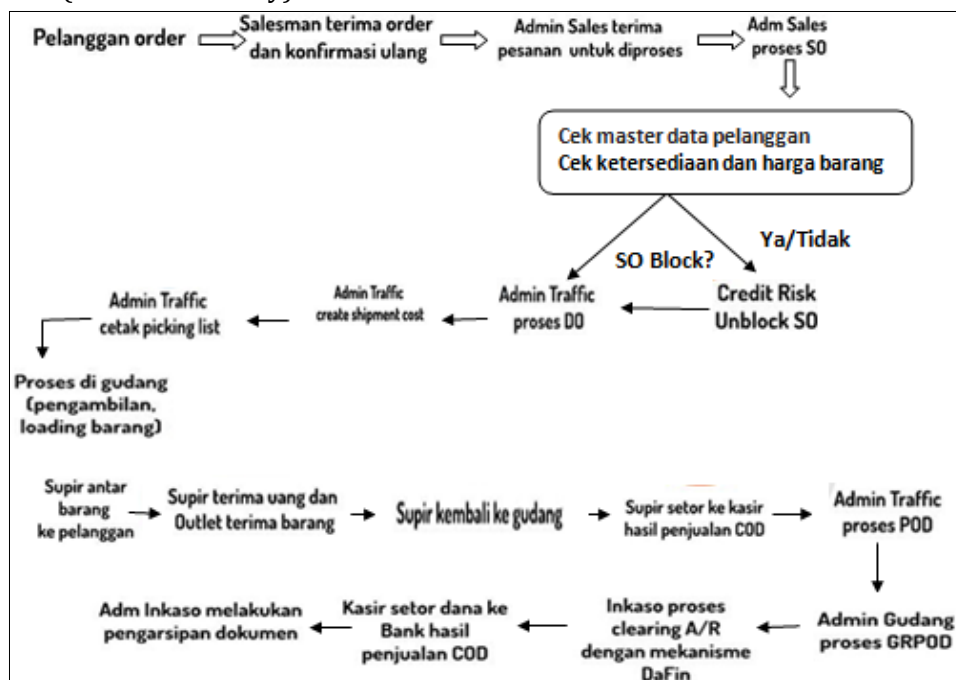 Pelanggan order
Salesman terima order
dan konfirmasi ulang
Admin Sales terima
pesanan untuk diproses
Adm Sales
proses SO
Cek master data pelanggan
Cek ketersediaan dan harga barang
Ya/Tidak
SO Block?
Admin Traffic
cetak picking list
Admin Traffic
create shipment cost
Admin Traffic
proses DO
Credit Risk
Unblock SO
Proses di gudang
(pengambilan,
loading barang)
Supir antar
barang
ke pelanggan
Supir terima uang dan
Outlet terima barang
Supir kembali ke gudang
Supir setor ke kasir
hasil penjualan COD
Admin Traffic
proses POD
Adm Inkaso melakukan
pengarsipan dokumen
Kasir setor dana ke
Bank hasil
penjualan COD
Inkaso proses
clearing A/R
dengan mekanisme
DaFin
Admin Gudang
proses GRPOD